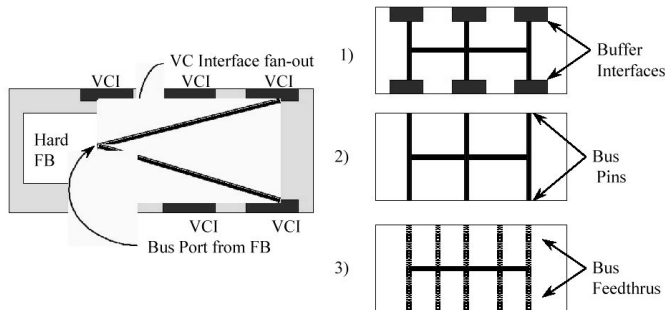 VC Interface fan-out
VCI VCI VCI
Hard
FB
VCI VCI
Bus Port from FB
1)
Buffer
Interfaces
2)
Bus
Pins
3)
Bus
Feedthrus